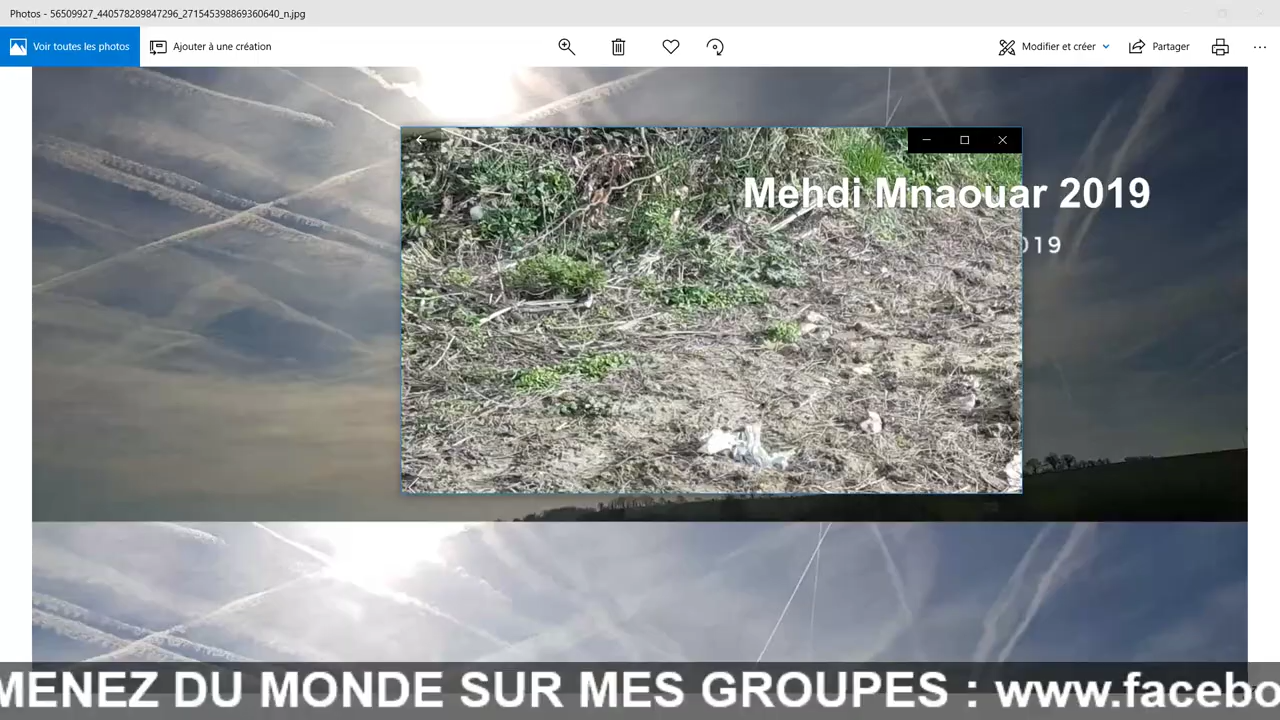 Photos - 56509927_440578289847296_271545398869360640_n.jpg
Voir toutes les photos
Ajouter à une création
Modifier et créer
Partager
Mehdi Mnaouar 2019
019
MENEZ DU MONDE SUR MES GROUPES : www.facebo